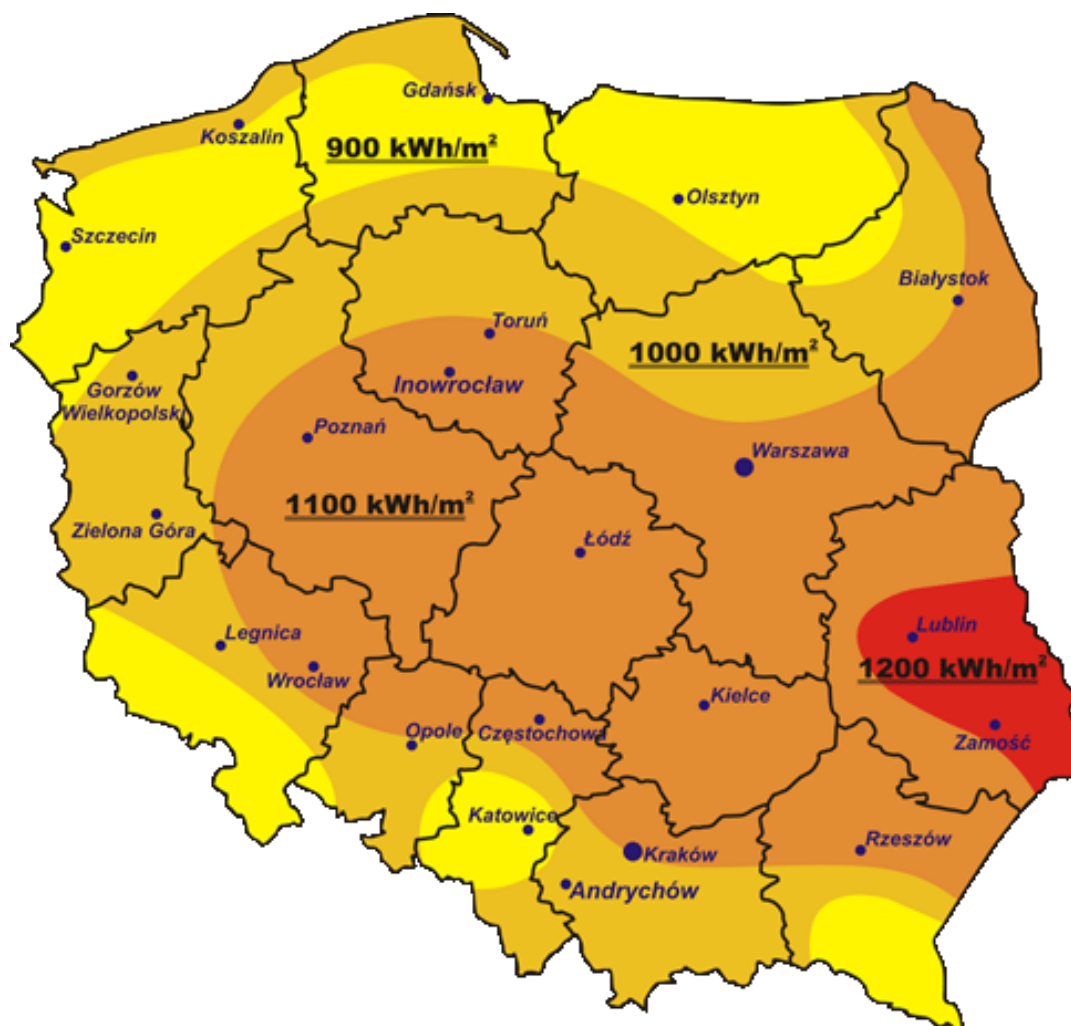 Gdańsk
Koszalin
900 kWh/m²
Olsztyn
Szczecin
Białystok
Toruń
1000 kWh/m²
Inowrocław
Gorzów
Wielkopolski
Poznań
Warszawa
1100 kWh/m²
Zielona Góra
Łódź
Legnica
Lublin
Wrocław
1200 kWh/m²
Kielce
Opole
Częstochowa
Zamość
Katowice
Kraków
Rzeszów
Andrychów